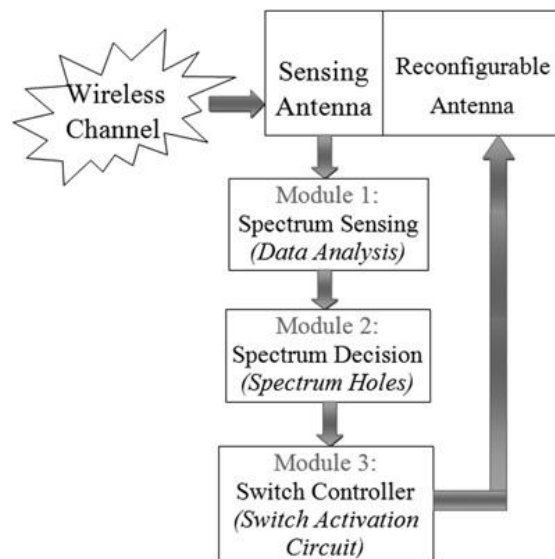 Wireless
Channel
Sensing
Antenna
Reconfigurable
Antenna
Module 1:
Spectrum Sensing
(Data Analysis)
Module 2:
Spectrum Decision
(Spectrum Holes)
Module 3:
Switch Controller
(Switch Activation
Circuit)